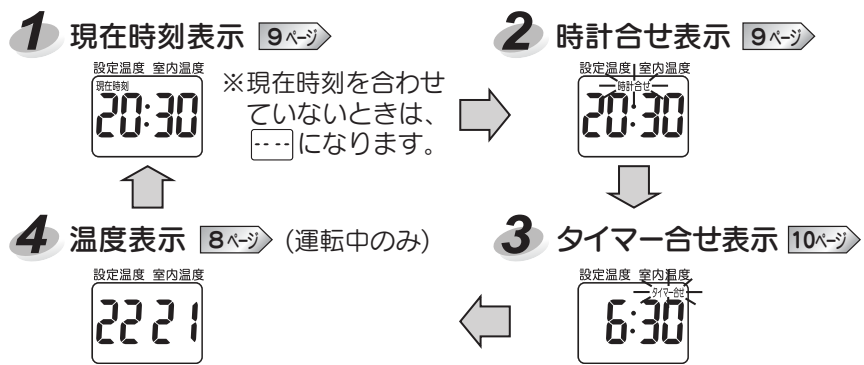 1 現在時刻表示 9ページ
設定温度 室内温度
現在時刻
20:30
※現在時刻を合わせ
ていないときは、
--:--になります。
2 時計合せ表示 9ページ
設定温度 室内温度
時計合せ
20:30
3 タイマー合せ表示 10ページ
設定温度 室内温度
タイマー合せ
6:30
4 温度表示 8ページ (運転中のみ)
設定温度 室内温度
22 21